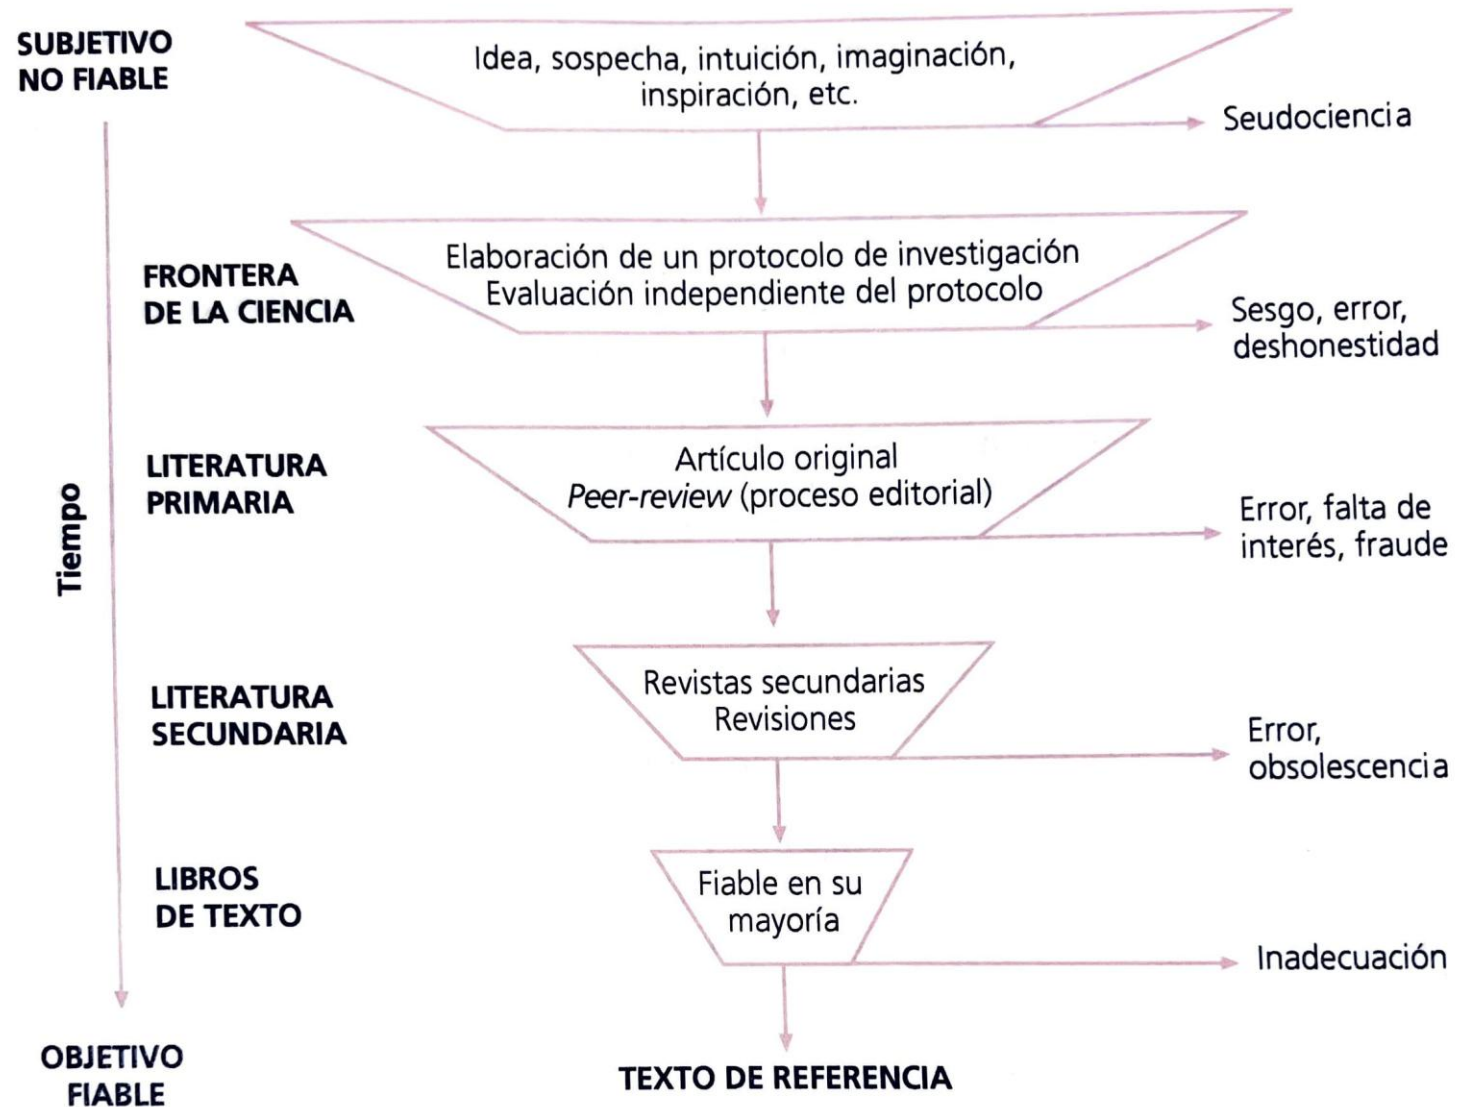 SUBJETIVO
NO FIABLE
Idea, sospecha, intuición, imaginación,
inspiración, etc.
Seudociencia
FRONTERA
DE LA CIENCIA
Elaboración de un protocolo de investigación
Evaluación independiente del protocolo
Sesgo, error,
deshonestidad
Tiempo
LITERATURA
PRIMARIA
Artículo original
Peer-review (proceso editorial)
Error, falta de
interés, fraude
LITERATURA
SECUNDARIA
Revistas secundarias
Revisiones
Error,
obsolescencia
LIBROS
DE TEXTO
Fiable en su
mayoría
Inadecuación
OBJETIVO
FIABLE
TEXTO DE REFERENCIA